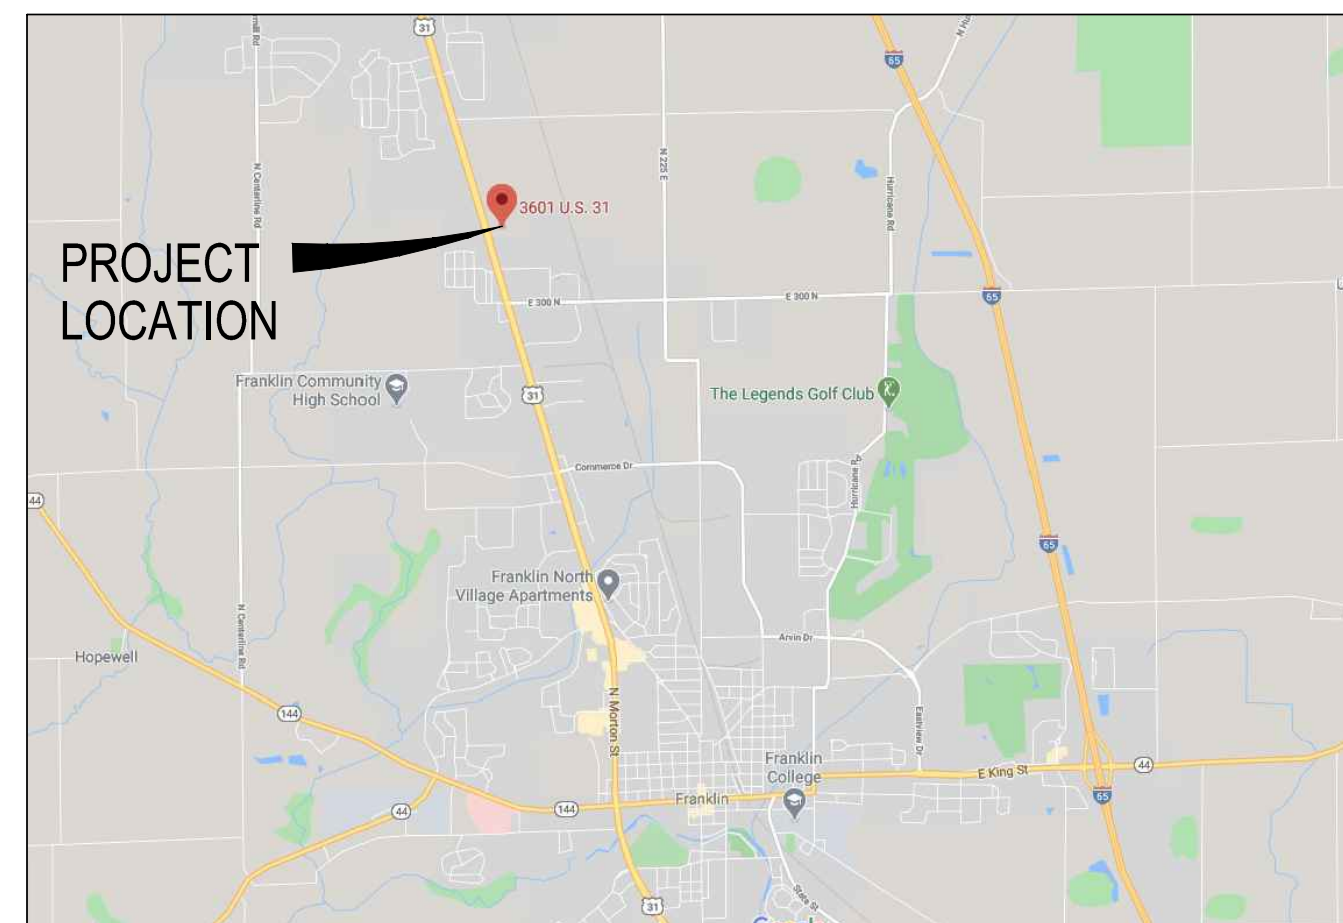 31
65
N Centerline Rd
N 225 E
Hurricane Rd
3601 U.S. 31
PROJECT
LOCATION
E 300 N
E 300 N
65
Franklin Community
High School
31
The Legends Golf Club
Commerce Dr
Hurricane Rd
44
65
Franklin North
Village Apartments
N Centerline Rd
Arvin Dr
Hopewell
144
N Morton St
Eastview Dr
Franklin
College
E King St
44
65
Franklin
144
44
31
State St